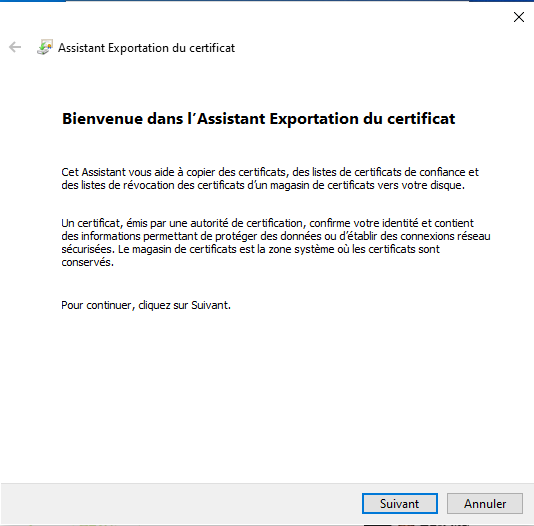 Assistant Exportation du certificat
Bienvenue dans l’Assistant Exportation du certificat
Cet Assistant vous aide à copier des certificats, des listes de certificats de confiance et
des listes de révocation des certificats d’un magasin de certificats vers votre disque.
Un certificat, émis par une autorité de certification, confirme votre identité et contient
des informations permettant de protéger des données ou d’établir des connexions réseau
sécurisées. Le magasin de certificats est la zone système où les certificats sont
conservés.
Pour continuer, cliquez sur Suivant.
Suivant
Annuler